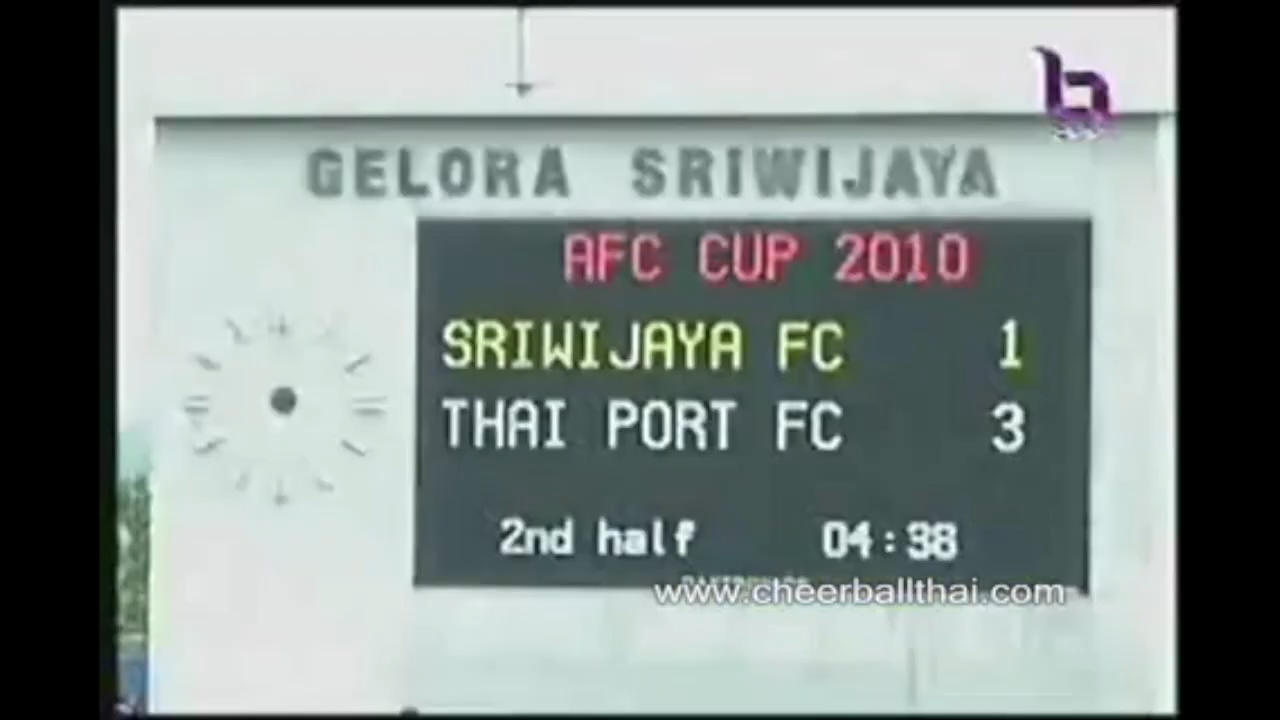 GELORA SRIWIJAYA
AFC CUP 2010
SRIWIJAYA FC 1
THAI PORT FC 3
2nd half 04:38
www.cheerballthai.com